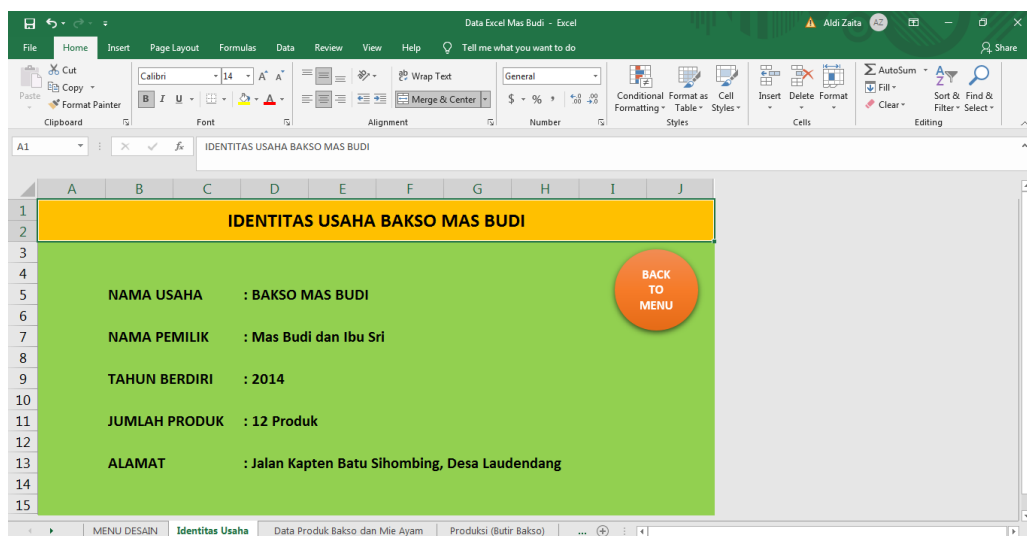 Data Excel Mas Budi - Excel
Aldi Zaita
AZ
File Home Insert Page Layout Formulas Data Review View Help Tell me what you want to do Share
Paste
Cut
Copy
Format Painter
Clipboard
Calibri 14 A A
B I U A
Font
Wrap Text
Merge & Center
Alignment
General
$ % , .0 .00 .00 .0
Number
Conditional Formatting
Format as Table
Cell Styles
Styles
Insert Delete Format
Cells
AutoSum
Fill
Clear
Sort & Filter
Find & Select
Editing
A1 fx IDENTITAS USAHA BAKSO MAS BUDI
A B C D E F G H I J
1
IDENTITAS USAHA BAKSO MAS BUDI
2
3
4
BACK
5 NAMA USAHA : BAKSO MAS BUDI TO
MENU
6
7 NAMA PEMILIK : Mas Budi dan Ibu Sri
8
9 TAHUN BERDIRI : 2014
10
11 JUMLAH PRODUK : 12 Produk
12
13 ALAMAT : Jalan Kapten Batu Sihombing, Desa Laudendang
14
15
MENU DESAIN Identitas Usaha Data Produk Bakso dan Mie Ayam Produksi (Butir Bakso) ...